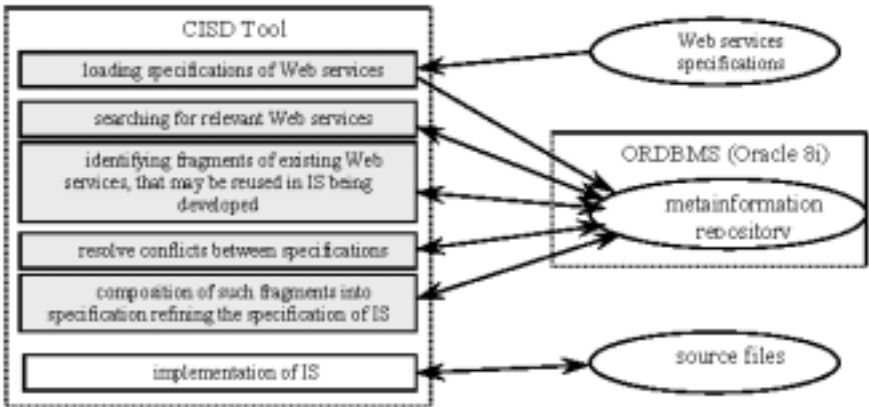 CISD Tool
loading specifications of Web services
searching for relevant Web services
identifying fragments of existing Web
services, that may be reused in IS being
developed
resolve conflicts between specifications
composition of such fragments into
specification refining the specification of IS
implementation of IS
Web services
specifications
ORDBMS (Oracle 8i)
metainformation
repository
source files